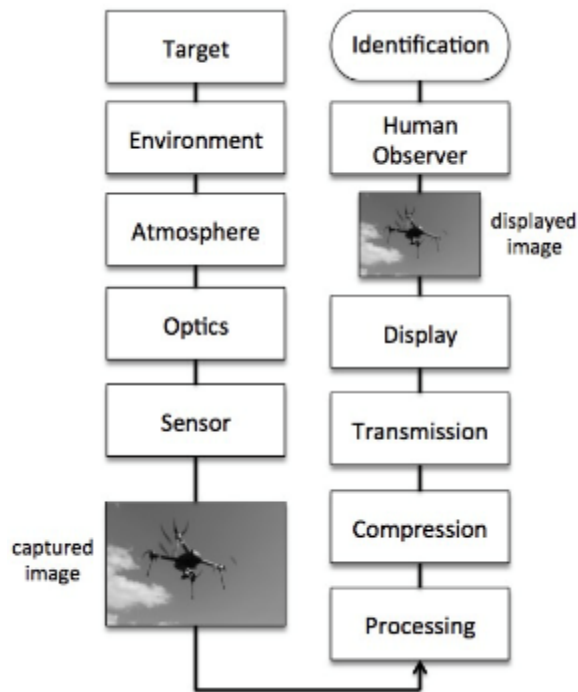 Target
Environment
Atmosphere
Optics
Sensor
captured
image
Identification
Human
Observer
displayed
image
Display
Transmission
Compression
Processing